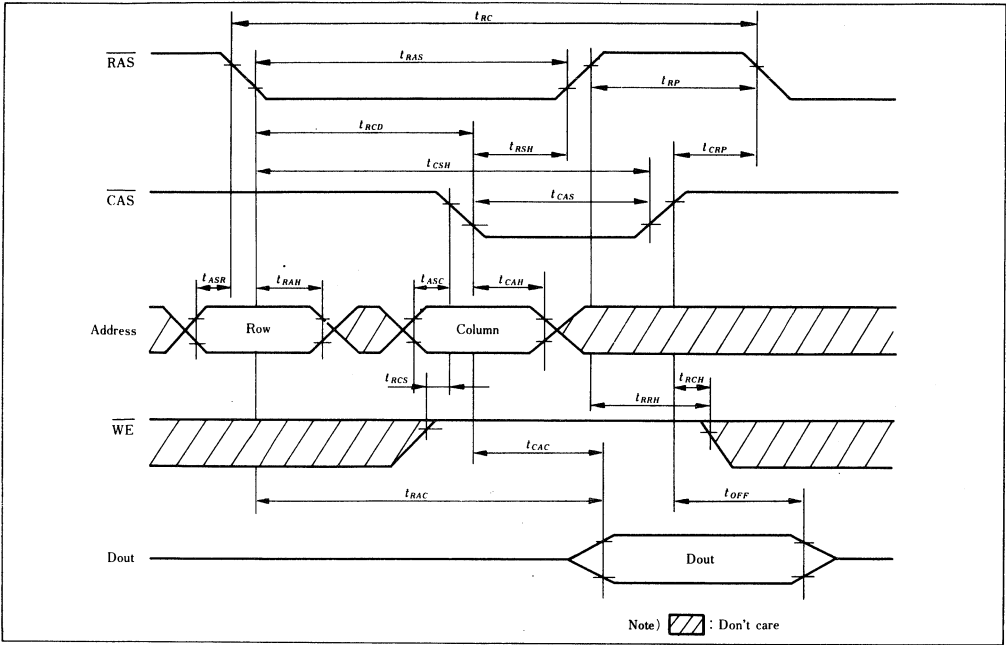 tRC
RAS
tRAS
tRP
tRCD
tRSH
tCRP
tCSH
CAS
tCAS
tASR
tRAH
tASC
tCAH
Address
Row
Column
tRCS
tRCH
tRRH
WE
tCAC
tRAC
tOFF
Dout
Dout
Note) : Don't care